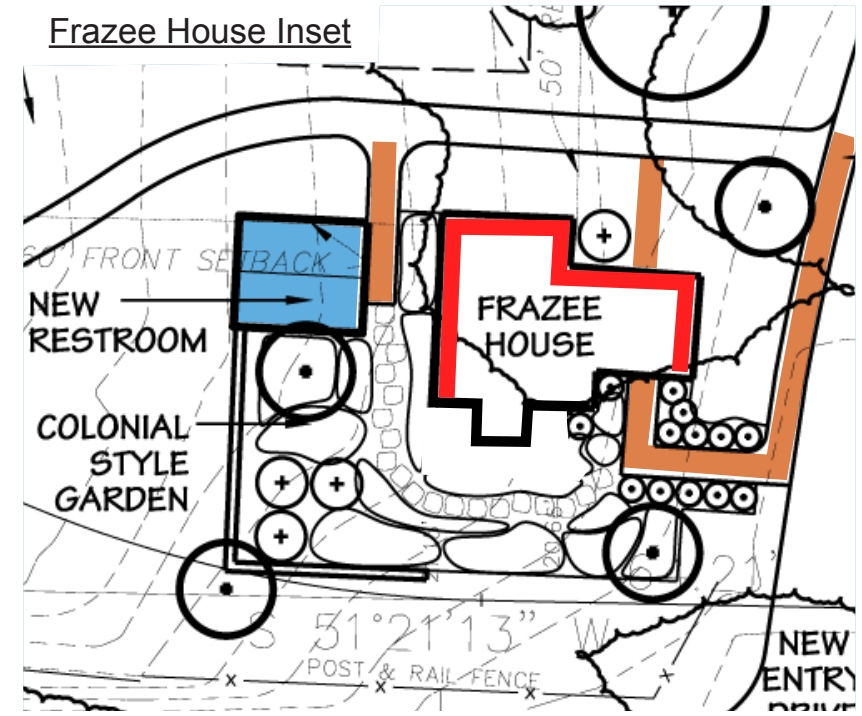 Frazee House Inset
50'
60' FRONT SETBACK
NEW
RESTROOM
FRAZEE
HOUSE
COLONIAL
STYLE
GARDEN
S 51°21'13" W
21'
POST & RAIL FENCE
NEW
ENTRY
DRIVE